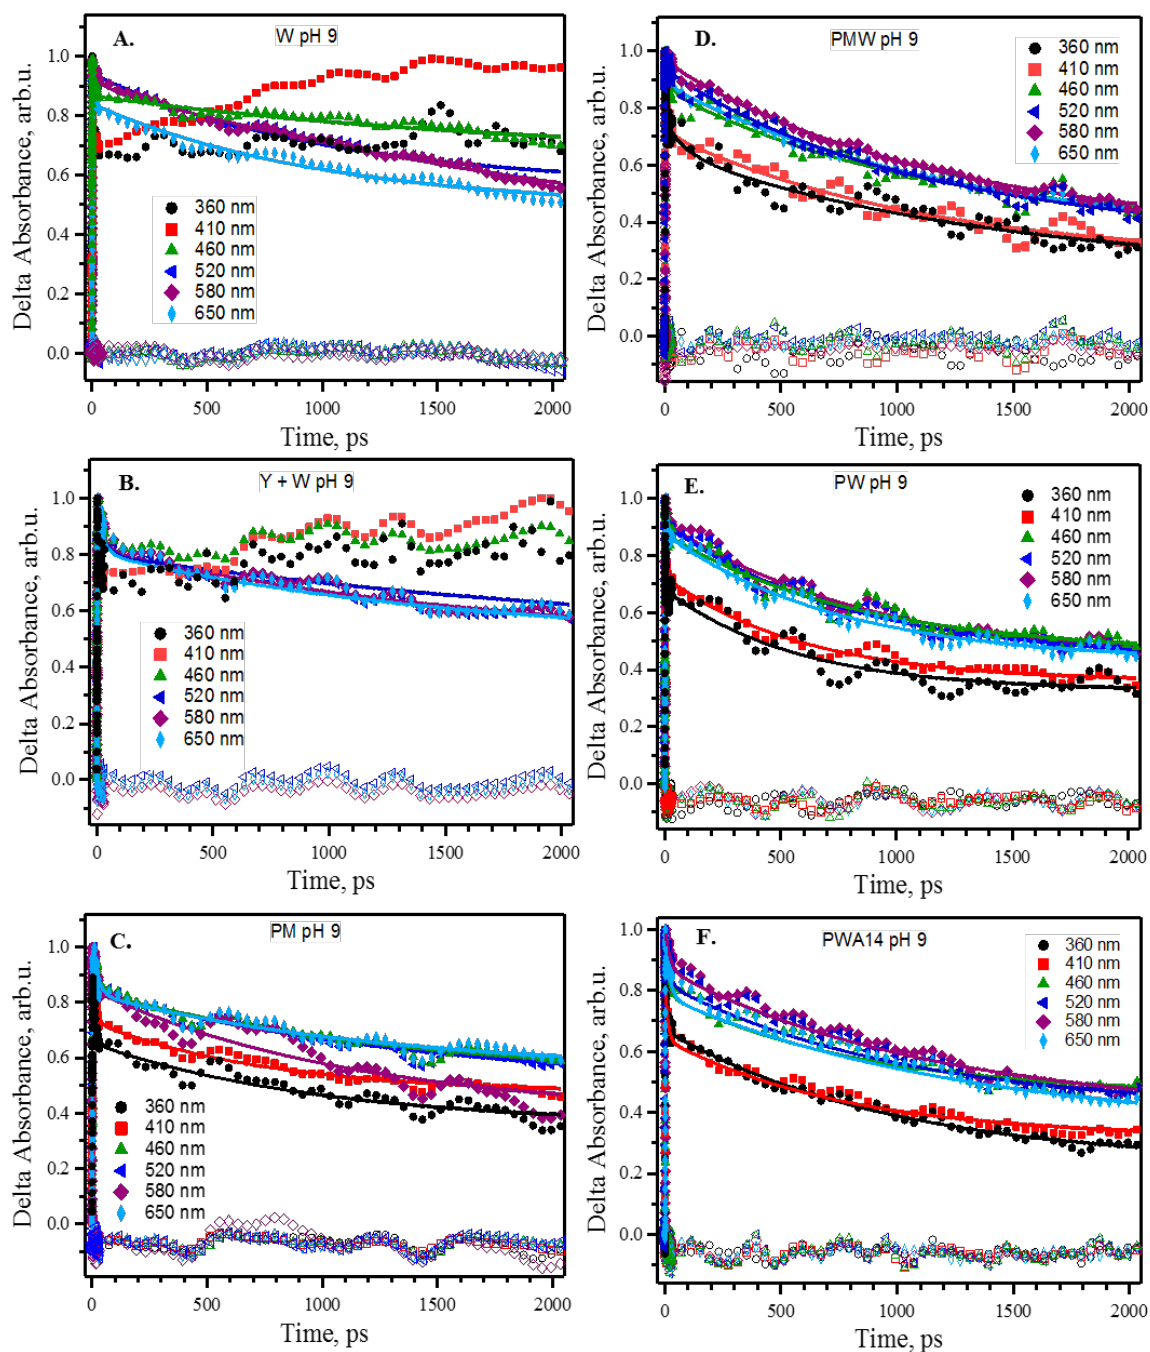 A.
W pH 9
Delta Absorbance, arb.u.
1.0
0.8
0.6
0.4
0.2
0.0
360 nm
410 nm
460 nm
520 nm
580 nm
650 nm
0
500
1000
1500
2000
Time, ps
D.
PMW pH 9
Delta Absorbance, arb.u.
1.0
0.8
0.6
0.4
0.2
0.0
360 nm
410 nm
460 nm
520 nm
580 nm
650 nm
0
500
1000
1500
2000
Time, ps
B.
Y + W pH 9
Delta Absorbance, arb.u.
1.0
0.8
0.6
0.4
0.2
0.0
360 nm
410 nm
460 nm
520 nm
580 nm
650 nm
0
500
1000
1500
2000
Time, ps
E.
PW pH 9
Delta Absorbance, arb.u.
1.0
0.8
0.6
0.4
0.2
0.0
360 nm
410 nm
460 nm
520 nm
580 nm
650 nm
0
500
1000
1500
2000
Time, ps
C.
PM pH 9
Delta Absorbance, arb.u.
1.0
0.8
0.6
0.4
0.2
0.0
360 nm
410 nm
460 nm
520 nm
580 nm
650 nm
0
500
1000
1500
2000
Time, ps
F.
PWA14 pH 9
Delta Absorbance, arb.u.
1.0
0.8
0.6
0.4
0.2
0.0
360 nm
410 nm
460 nm
520 nm
580 nm
650 nm
0
500
1000
1500
2000
Time, ps